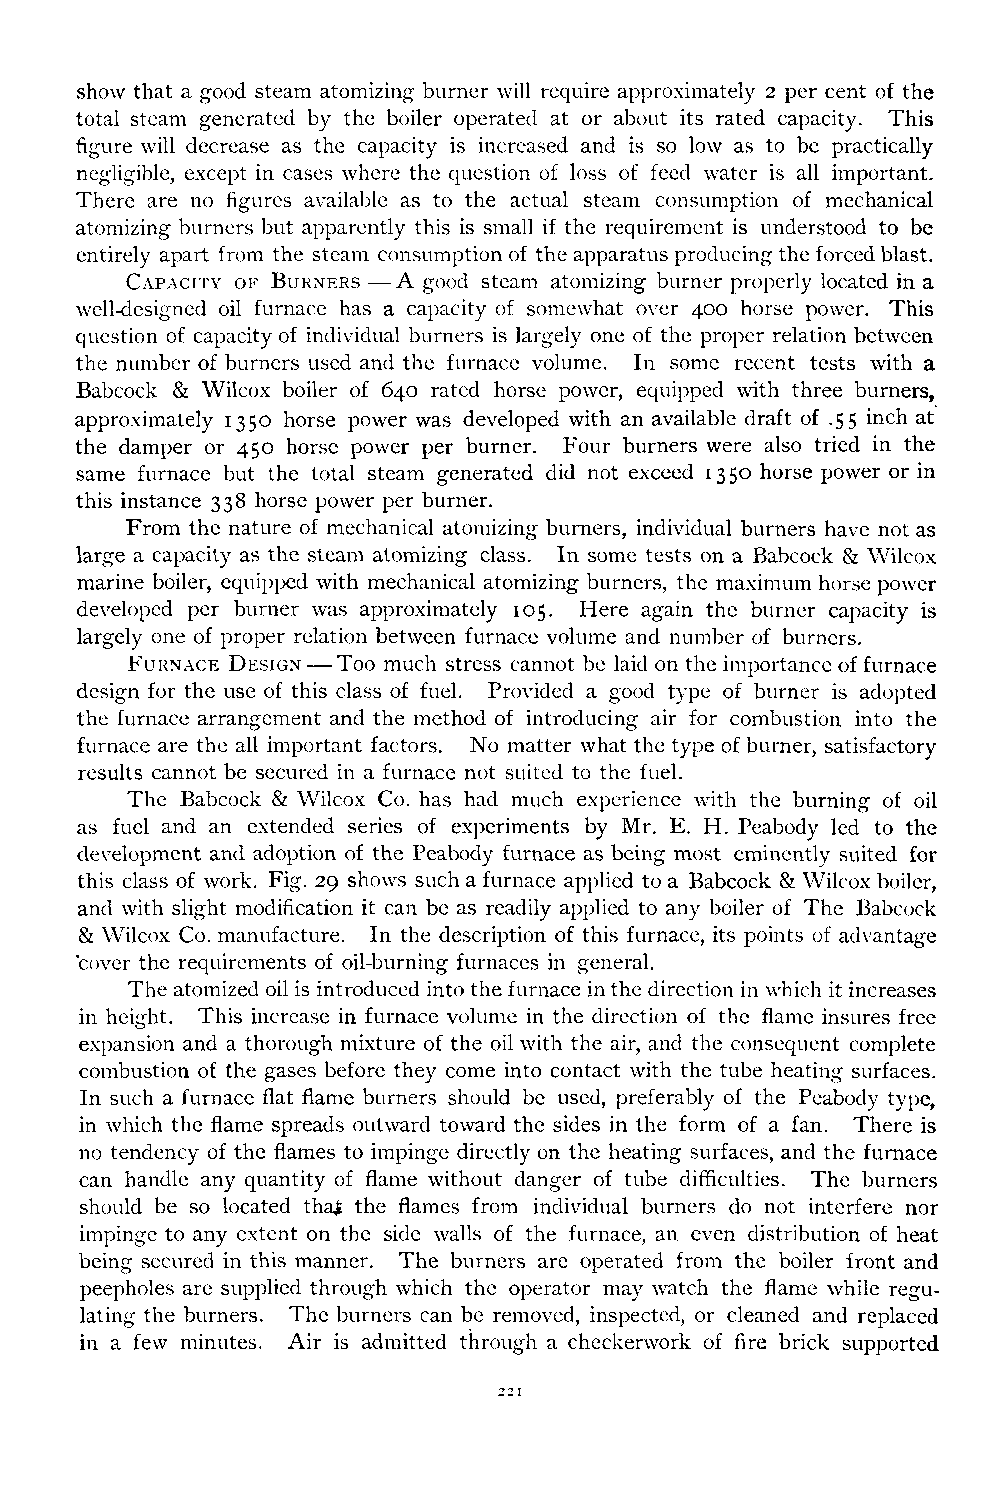 show that a good steam atomizing burner will require approximately 2 per cent of the
total steam generated by the boiler operated at or about its rated capacity. This
figure will decrease as the capacity is increased and is so low as to be practically
negligible, except in cases where the question of loss of feed water is all important.
There are no figures available as to the actual steam consumption of mechanical
atomizing burners but apparently this is small if the requirement is understood to be
entirely apart from the steam consumption of the apparatus producing the forced blast.
CAPACITY OF BURNERS — A good steam atomizing burner properly located in a
well-designed oil furnace has a capacity of somewhat over 400 horse power. This
question of capacity of individual burners is largely one of the proper relation between
the number of burners used and the furnace volume. In some recent tests with a
Babcock & Wilcox boiler of 640 rated horse power, equipped with three burners,
approximately 1350 horse power was developed with an available draft of .55 inch at
the damper or 450 horse power per burner. Four burners were also tried in the
same furnace but the total steam generated did not exceed 1350 horse power or in
this instance 338 horse power per burner.
From the nature of mechanical atomizing burners, individual burners have not as
large a capacity as the steam atomizing class. In some tests on a Babcock & Wilcox
marine boiler, equipped with mechanical atomizing burners, the maximum horse power
developed per burner was approximately 105. Here again the burner capacity is
largely one of proper relation between furnace volume and number of burners.
FURNACE DESIGN — Too much stress cannot be laid on the importance of furnace
design for the use of this class of fuel. Provided a good type of burner is adopted
the furnace arrangement and the method of introducing air for combustion into the
furnace are the all important factors. No matter what the type of burner, satisfactory
results cannot be secured in a furnace not suited to the fuel.
The Babcock & Wilcox Co. has had much experience with the burning of oil
as fuel and an extended series of experiments by Mr. E. H. Peabody led to the
development and adoption of the Peabody furnace as being most eminently suited for
this class of work. Fig. 29 shows such a furnace applied to a Babcock & Wilcox boiler,
and with slight modification it can be as readily applied to any boiler of The Babcock
& Wilcox Co. manufacture. In the description of this furnace, its points of advantage
cover the requirements of oil-burning furnaces in general.
The atomized oil is introduced into the furnace in the direction in which it increases
in height. This increase in furnace volume in the direction of the flame insures free
expansion and a thorough mixture of the oil with the air, and the consequent complete
combustion of the gases before they come into contact with the tube heating surfaces.
In such a furnace flat flame burners should be used, preferably of the Peabody type,
in which the flame spreads outward toward the sides in the form of a fan. There is
no tendency of the flames to impinge directly on the heating surfaces, and the furnace
can handle any quantity of flame without danger of tube difficulties. The burners
should be so located that the flames from individual burners do not interfere nor
impinge to any extent on the side walls of the furnace, an even distribution of heat
being secured in this manner. The burners are operated from the boiler front and
peepholes are supplied through which the operator may watch the flame while regu-
lating the burners. The burners can be removed, inspected, or cleaned and replaced
in a few minutes. Air is admitted through a checkerwork of fire brick supported
221